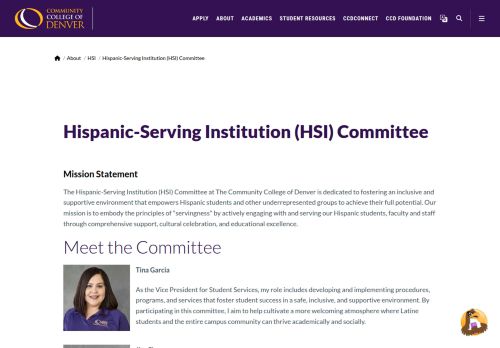 COMMUNITY
COLLEGE OF
DENVER
APPLY ABOUT ACADEMICS STUDENT RESOURCES CCDCONNECT CCD FOUNDATION
/ About / HSI / Hispanic-Serving Institution (HSI) Committee
Hispanic-Serving Institution (HSI) Committee
Mission Statement
The Hispanic-Serving Institution (HSI) Committee at The Community College of Denver is dedicated to fostering an inclusive and
supportive environment that empowers Hispanic students and other underrepresented groups to achieve their full potential. Our
mission is to embody the principles of "servingness" by actively engaging with and serving our Hispanic students, faculty and staff
through comprehensive support, cultural celebration, and educational excellence.
Meet the Committee
Tina Garcia
As the Vice President for Student Services, my role includes developing and implementing procedures,
programs, and services that foster student success in a safe, inclusive, and supportive environment. By
participating in this committee, I aim to help cultivate a more welcoming atmosphere where Latine
students and the entire campus community can thrive academically and socially.